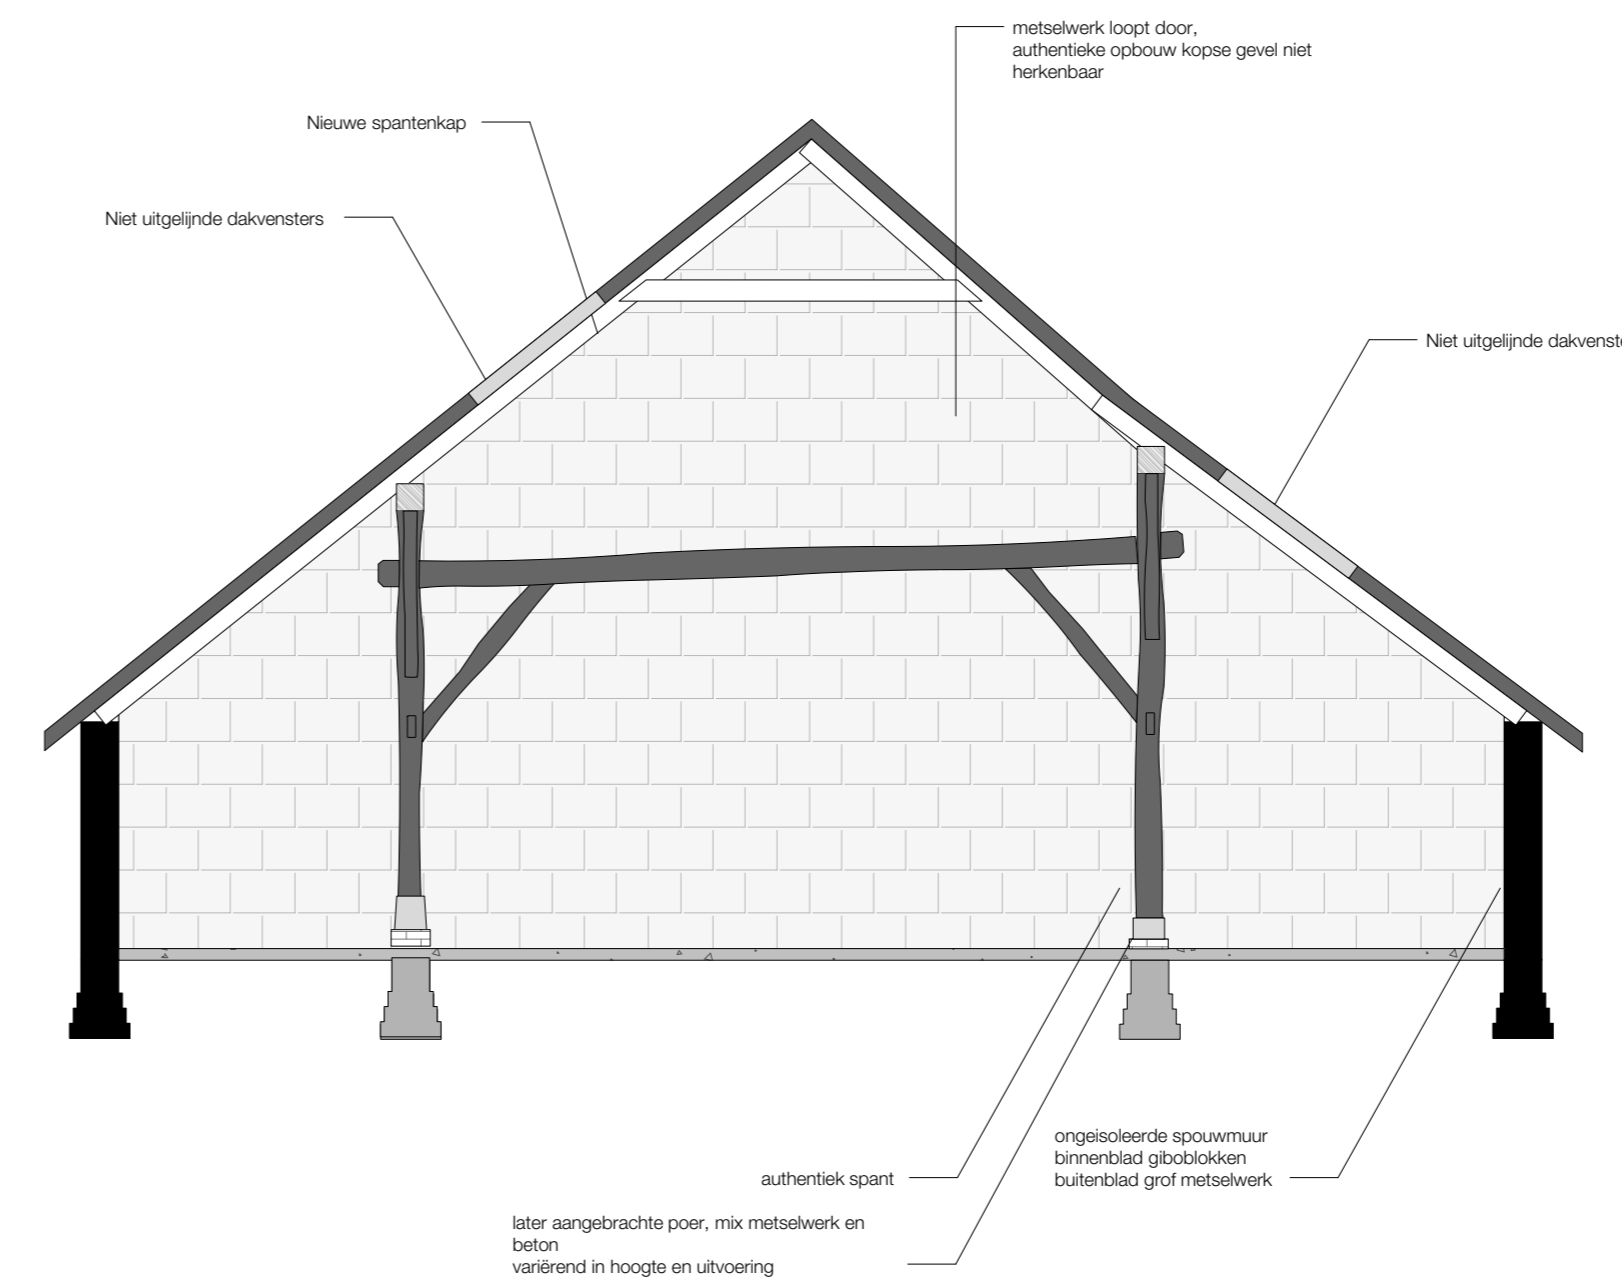 metselwerk loopt door,
authentieke opbouw kopse gevel niet
herkenbaar
Nieuwe spantenkap
Niet uitgelijnde dakvensters
Niet uitgelijnde
authentiek spant
ongeisoleerde spouwmuur
binnenblad giboblokken
buitenblad grof metselwerk
later aangebrachte poer, mix metselwerk en
beton
variërend in hoogte en uitvoering